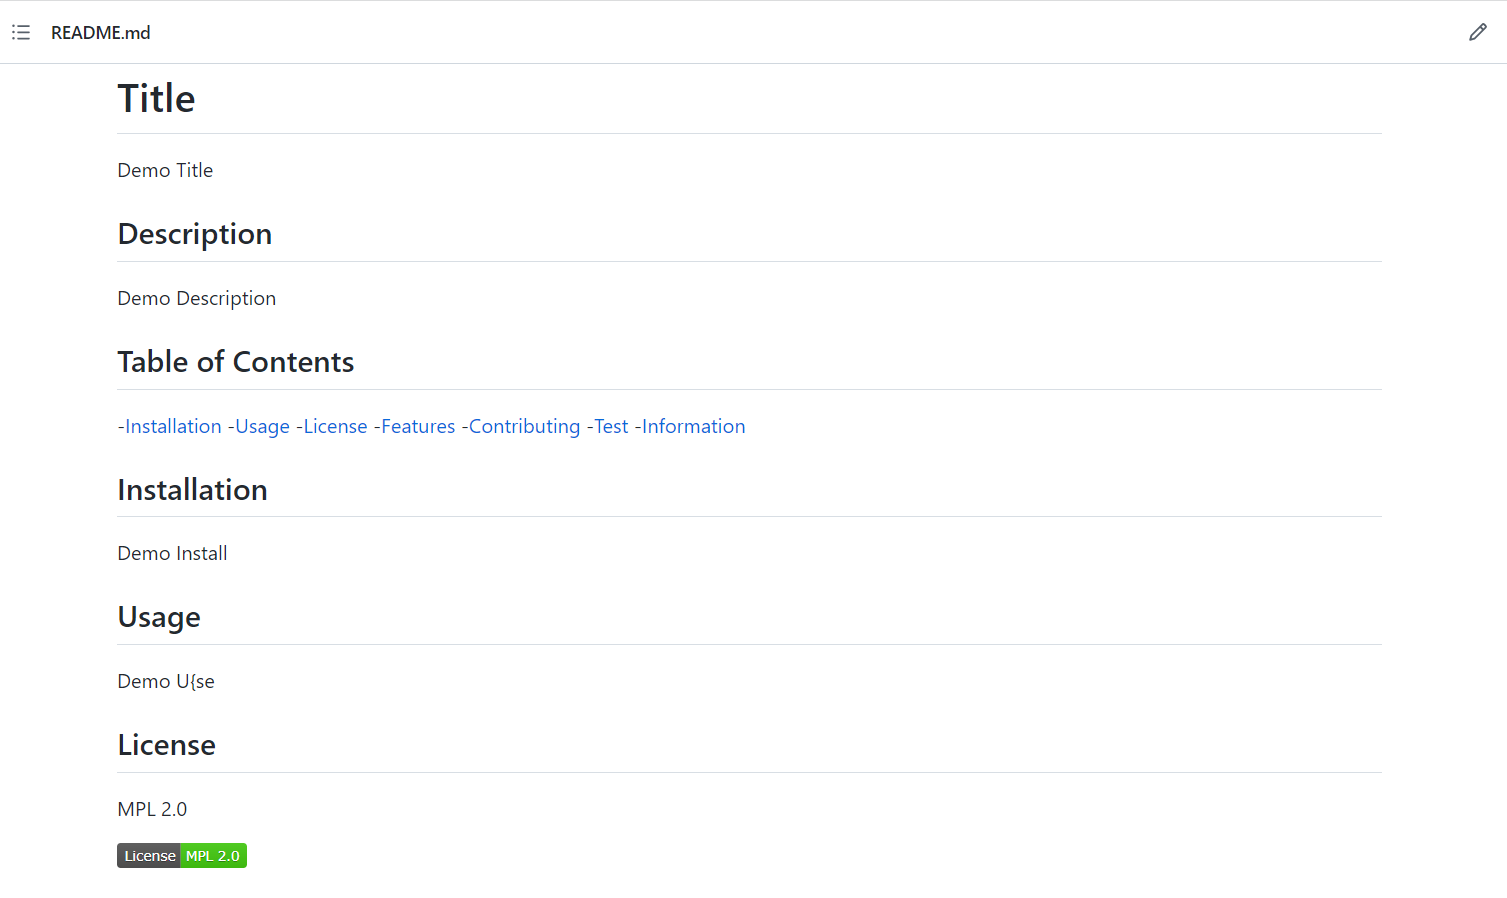 README.md
Title
Demo Title
Description
Demo Description
Table of Contents
-Installation -Usage -License -Features -Contributing -Test -Information
Installation
Demo Install
Usage
Demo U{se
License
MPL 2.0
License MPL 2.0